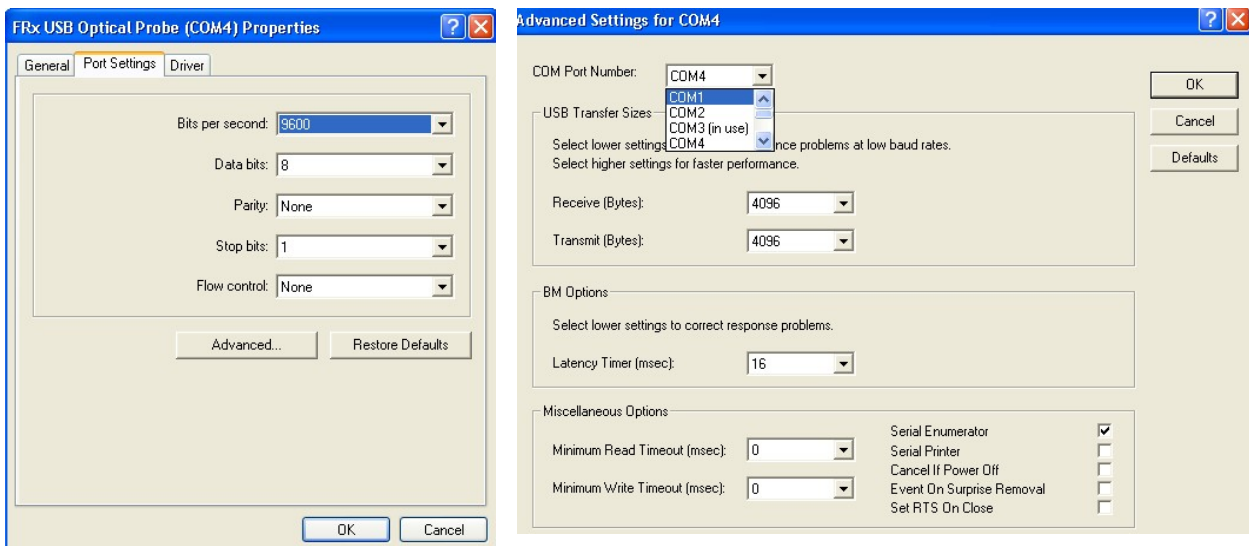 FRx USB Optical Probe (COM4) Properties
General Port Settings Driver
Bits per second: 9600
Data bits: 8
Parity: None
Stop bits: 1
Flow control: None
Advanced... Restore Defaults
OK Cancel
Advanced Settings for COM4
COM Port Number: COM4
COM1
COM2
COM3 (in use)
COM4
OK
Cancel
Defaults
USB Transfer Sizes
Select lower settings problems at low baud rates.
Select higher settings for faster performance.
Receive (Bytes): 4096
Transmit (Bytes): 4096
BM Options
Select lower settings to correct response problems.
Latency Timer (msec): 16
Miscellaneous Options
Minimum Read Timeout (msec): 0
Minimum Write Timeout (msec): 0
Serial Enumerator
Serial Printer
Cancel If Power Off
Event On Surprise Removal
Set RTS On Close